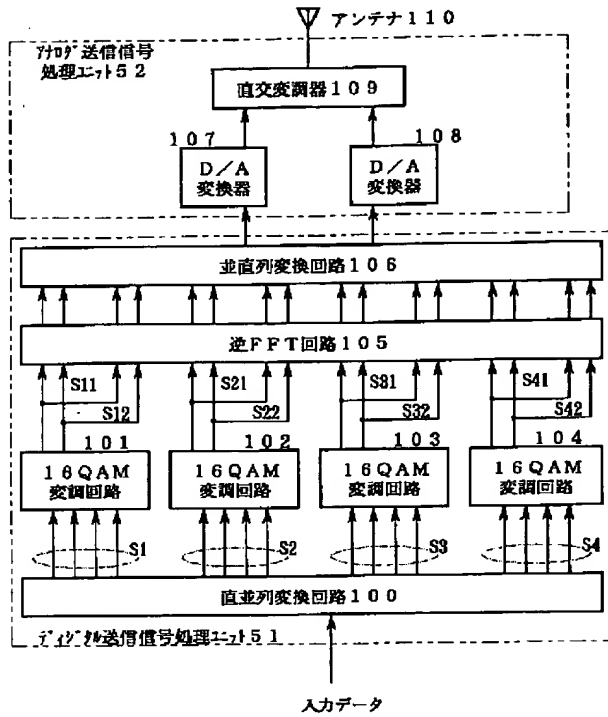 アンテナ110
アナログ送信信号
処理ユニット52
直交変調器109
107
108
D/A
変換器
D/A
変換器
並直列変換回路106
逆FFT回路105
S11
S12
S21
S22
S31
S32
S41
S42
101
102
103
104
16QAM
変調回路
16QAM
変調回路
16QAM
変調回路
16QAM
変調回路
S1
S2
S3
S4
直並列変換回路100
ディジタル送信信号処理ユニット51
入力データ